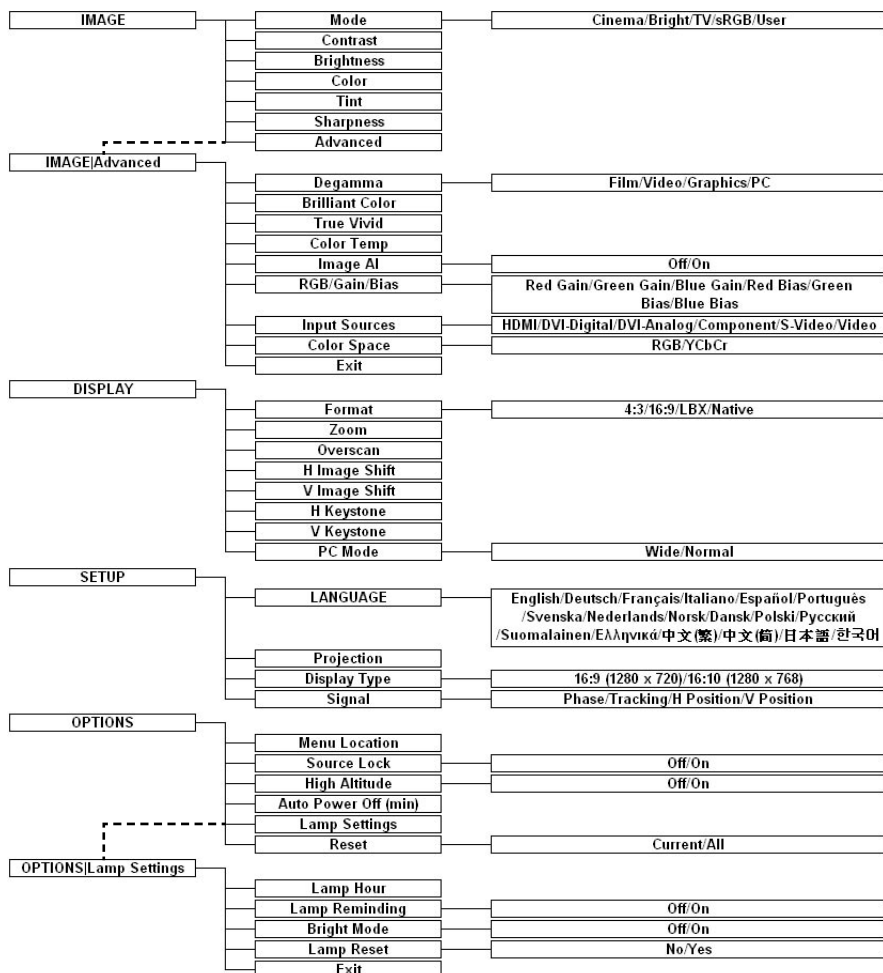 IMAGE
Mode
Cinema/Bright/TV/sRGB/User
Contrast
Brightness
Color
Tint
Sharpness
Advanced
IMAGE|Advanced
Degamma
Film/Video/Graphics/PC
Brilliant Color
True Vivid
Color Temp
Image AI
Off/On
RGB/Gain/Bias
Red Gain/Green Gain/Blue Gain/Red Bias/Green
Bias/Blue Bias
Input Sources
HDMI/DVI-Digital/DVI-Analog/Component/S-Video/Video
Color Space
RGB/YCbCr
Exit
DISPLAY
Format
4:3/16:9/LBX/Native
Zoom
Overscan
H Image Shift
V Image Shift
H Keystone
V Keystone
PC Mode
Wide/Normal
SETUP
LANGUAGE
English/Deutsch/Français/Italiano/Español/Português
/Svenska/Nederlands/Norsk/Dansk/Polski/Русский
/Suomalainen/Ελληνικά/中文(繁)/中文(简)/日本語/한국어
Projection
Display Type
16:9 (1280 x 720)/16:10 (1280 x 768)
Signal
Phase/Tracking/H Position/V Position
OPTIONS
Menu Location
Source Lock
Off/On
High Altitude
Off/On
Auto Power Off (min)
Lamp Settings
Reset
Current/All
OPTIONS|Lamp Settings
Lamp Hour
Lamp Reminding
Off/On
Bright Mode
Off/On
Lamp Reset
No/Yes
Exit